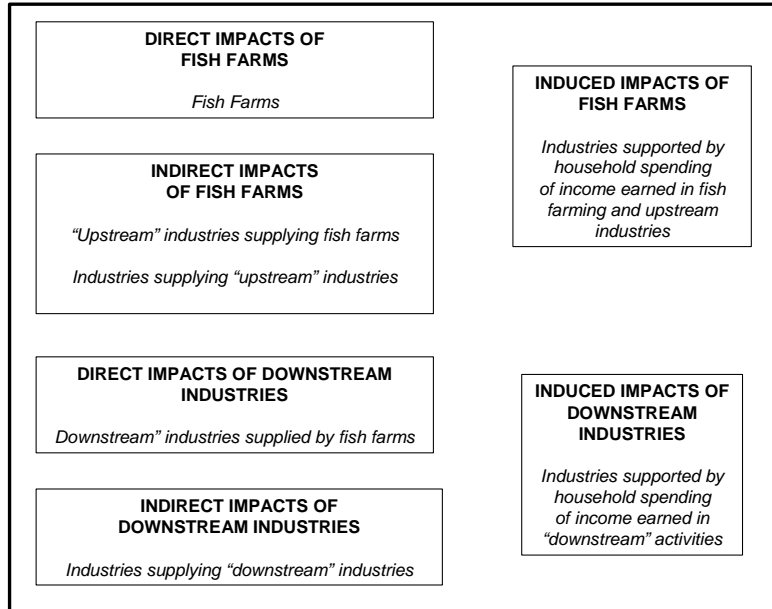 DIRECT IMPACTS OF
FISH FARMS
Fish Farms
INDIRECT IMPACTS
OF FISH FARMS
“Upstream” industries supplying fish farms
Industries supplying “upstream” industries
DIRECT IMPACTS OF DOWNSTREAM
INDUSTRIES
Downstream” industries supplied by fish farms
INDIRECT IMPACTS OF
DOWNSTREAM INDUSTRIES
Industries supplying “downstream” industries
INDUCED IMPACTS OF
FISH FARMS
Industries supported by
household spending
of income earned in fish
farming and upstream
industries
INDUCED IMPACTS OF
DOWNSTREAM
INDUSTRIES
Industries supported by
household spending
of income earned in
“downstream” activities